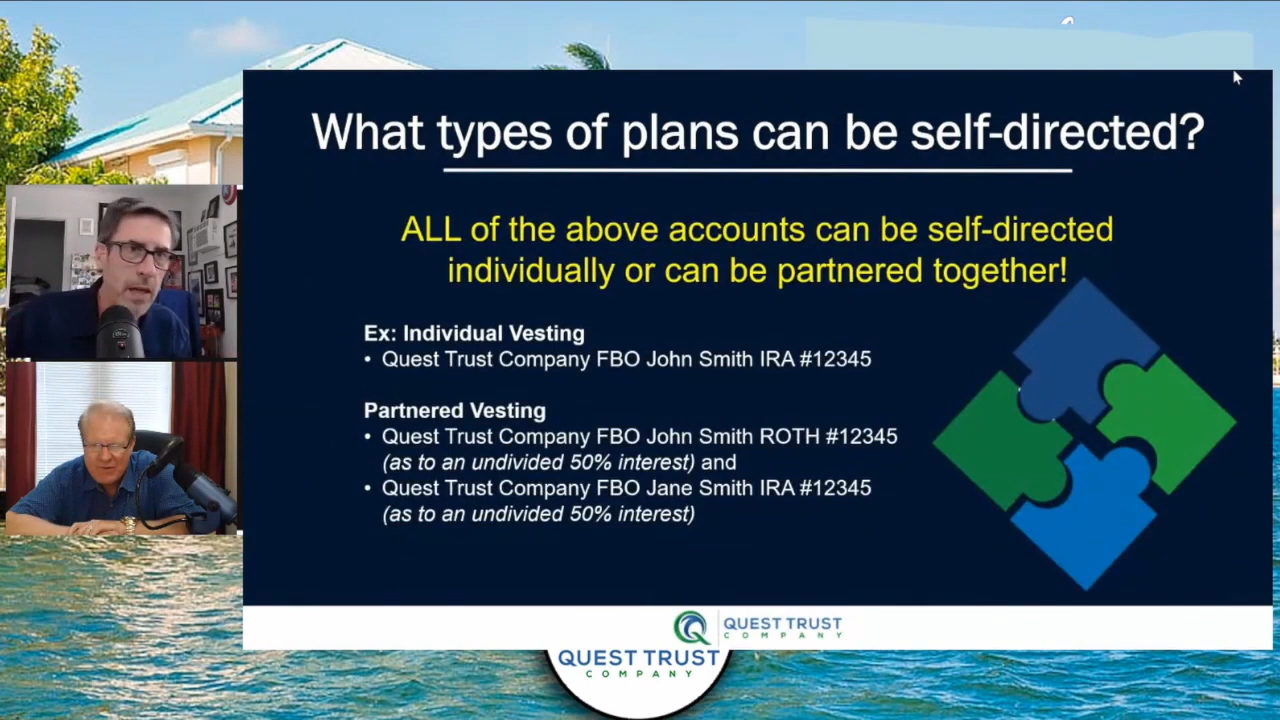 What types of plans can be self-directed?
ALL of the above accounts can be self-directed
individually or can be partnered together!
Ex: Individual Vesting
• Quest Trust Company FBO John Smith IRA #12345
Partnered Vesting
• Quest Trust Company FBO John Smith ROTH #12345
(as to an undivided 50% interest) and
• Quest Trust Company FBO Jane Smith IRA #12345
(as to an undivided 50% interest)
QUEST TRUST
COMPANY
QUEST TRUST
COMPANY